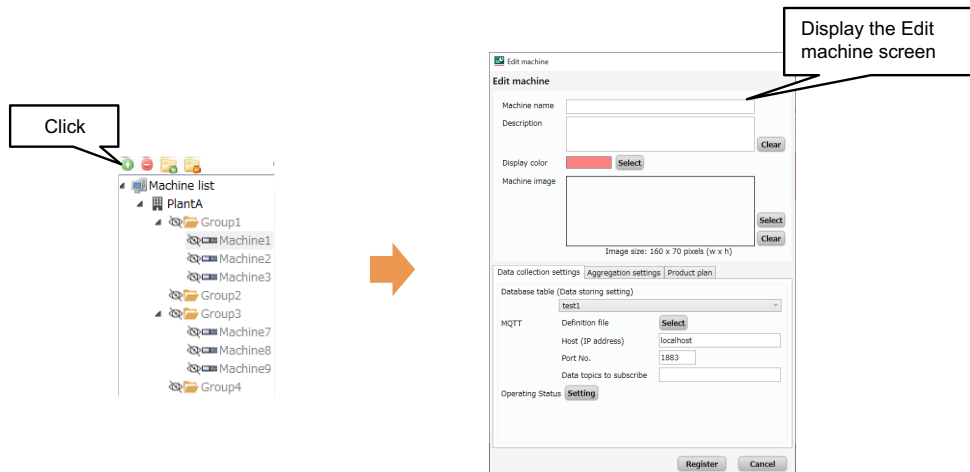 Display the Edit
machine screen
Click
Machine list
PlantA
Group1
Machine1
Machine2
Machine3
Group2
Group3
Machine7
Machine8
Machine9
Group4
Edit machine
Edit machine
Machine name
Description
Clear
Display color Select
Machine image
Select
Clear
Image size: 160 x 70 pixels (w x h)
Data collection settings Aggregation settings Product plan
Database table (Data storing setting)
test1
MQTT Definition file Select
Host (IP address) localhost
Port No. 1883
Data topics to subscribe
Operating Status Setting
Register Cancel